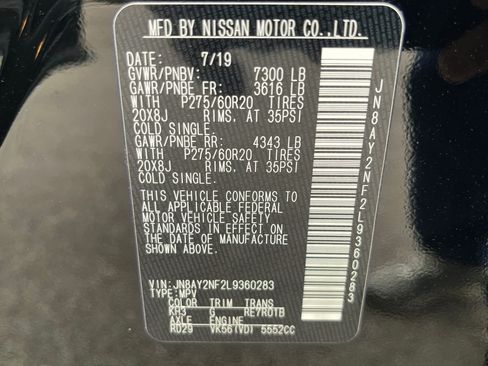 MFD BY NISSAN MOTOR CO.,LTD.
DATE: 7/19
GVWR/PNBV: 7300 LB
GAWR/PNBE FR: 3616 LB
WITH P275/60R20 TIRES
20X8J RIMS. AT 35PSI
COLD SINGLE.
GAWR/PNBE RR: 4343 LB
WITH P275/60R20 TIRES
20X8J RIMS. AT 35PSI
COLD SINGLE.
THIS VEHICLE CONFORMS TO
ALL APPLICABLE FEDERAL
MOTOR VEHICLE SAFETY
STANDARDS IN EFFECT ON
THE DATE OF MANUFACTURE
SHOWN ABOVE.
VIN: JN8AY2NF2L9360283
TYPE: MPV
COLOR TRIM TRANS
KH3 G RE7R01B
AXLE ENGINE
RD29 VK56(VD) 5552CC
JN8AY2NF2L9360283